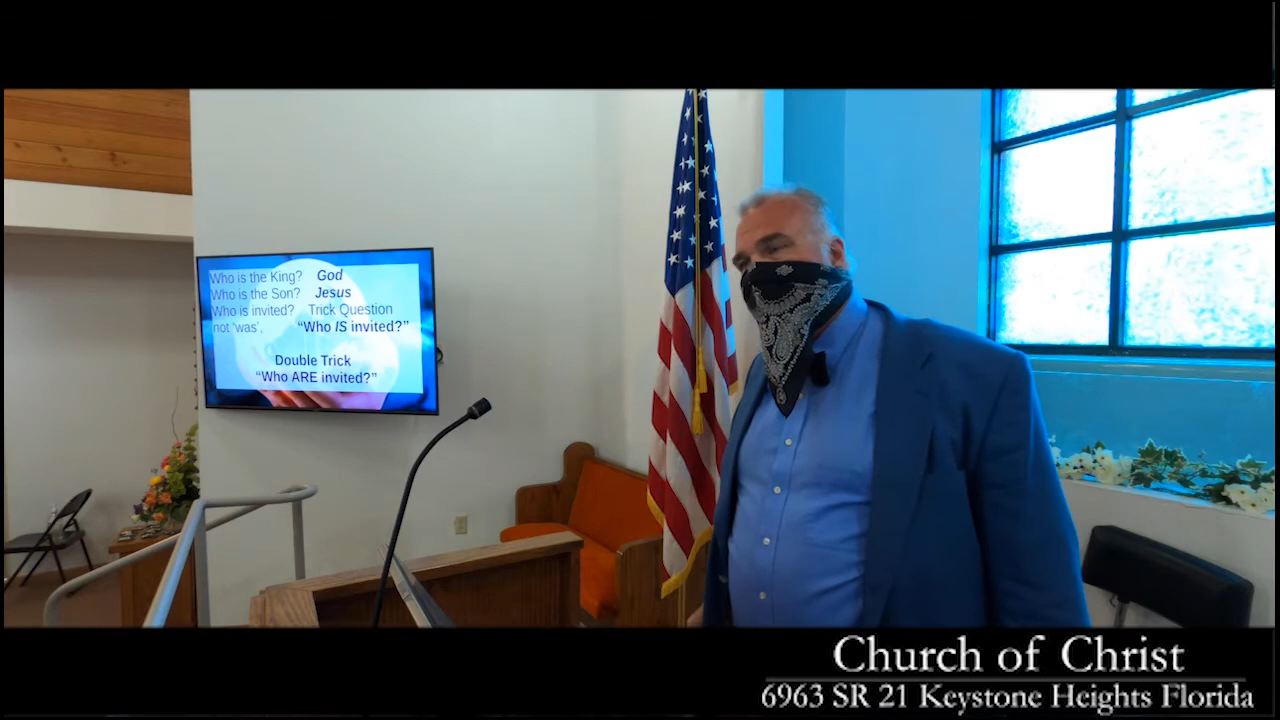 Who is the King? God
Who is the Son? Jesus
Who is invited? Trick Question
not 'was', "Who IS invited?"
Double Trick
"Who ARE invited?"
Church of Christ
6963 SR 21 Keystone Heights Florida